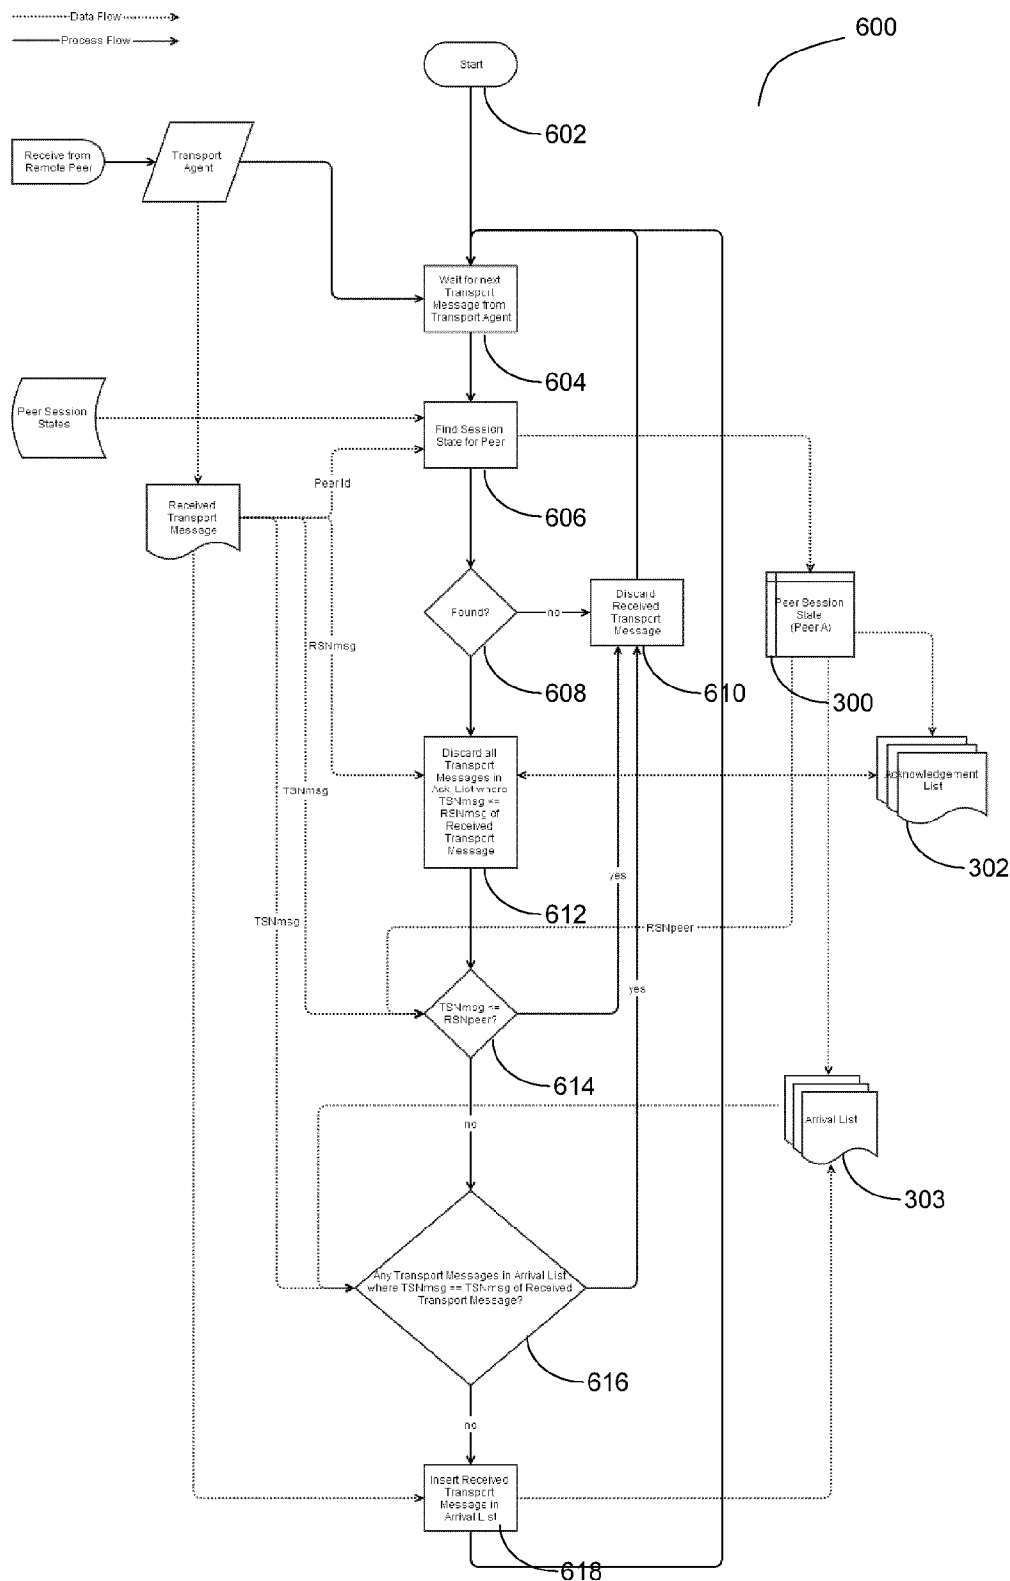 Data Flow
Process Flow
600
Start
602
Receive from
Remote Peer
Transport
Agent
Wait for next
Transport
Message from
Transport Agent
604
Peer Session
States
Find Session
State for Peer
Peer Id
606
Received
Transport
Message
Found?
no
608
Discard
Received
Transport
Message
610
Peer Session
State
(Peer A)
300
RSNmsg
Discard all
Transport
Messages in
Ack. List where
TSNmsg <=
RSNmsg of
Received
Transport
Message
Acknowledgement
List
302
TSNmsg
yes
612
TSNmsg
RSNpeer
yes
TSNmsg <=
RSNpeer?
614
no
Arrival List
303
Any Transport Messages in Arrival List
where TSNmsg == TSNmsg of Received
Transport Message?
616
no
Insert Received
Transport
Message in
Arrival List
618